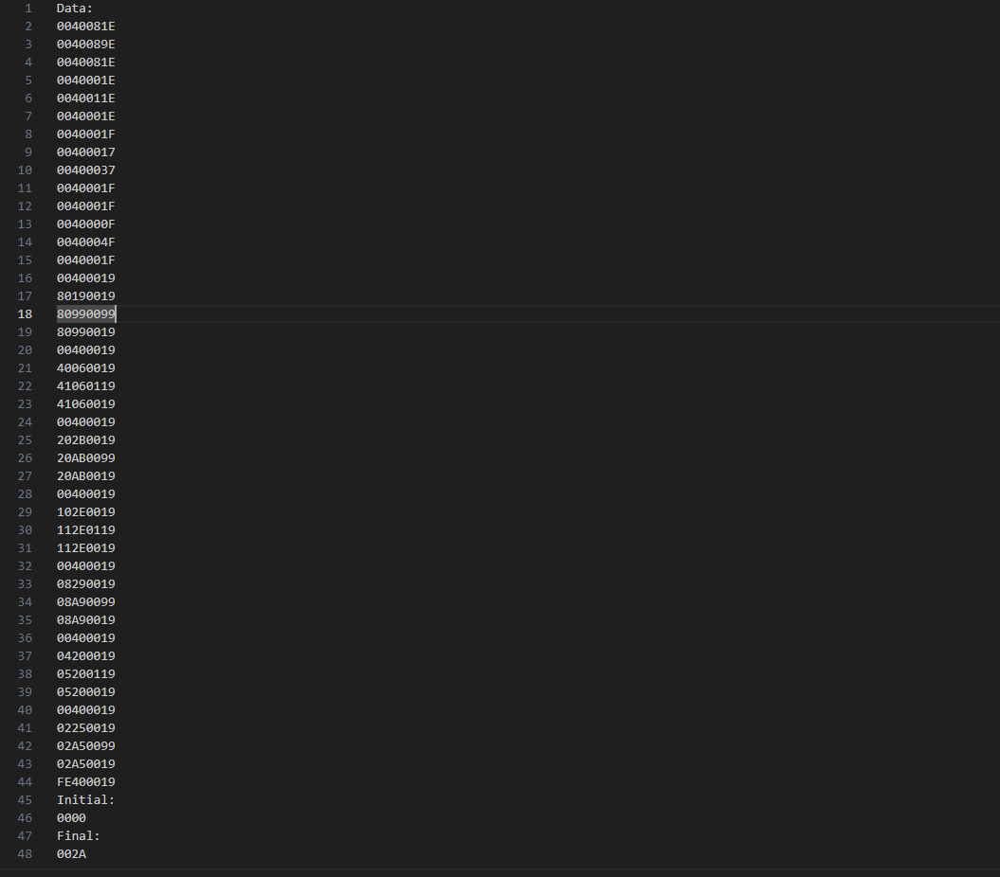 1 Data:
2 0040081E
3 0040089E
4 0040081E
5 0040001E
6 0040011E
7 0040001E
8 0040001F
9 00400017
10 00400037
11 0040001F
12 0040001F
13 0040000F
14 0040004F
15 0040001F
16 00400019
17 80190019
18 80990099
19 80990019
20 00400019
21 40060019
22 41060119
23 41060019
24 00400019
25 202B0019
26 20AB0099
27 20AB0019
28 00400019
29 102E0019
30 112E0119
31 112E0019
32 00400019
33 08290019
34 08A90099
35 08A90019
36 00400019
37 04200019
38 05200119
39 05200019
40 00400019
41 02250019
42 02A50099
43 02A50019
44 FE400019
45 Initial:
46 0000
47 Final:
48 002A